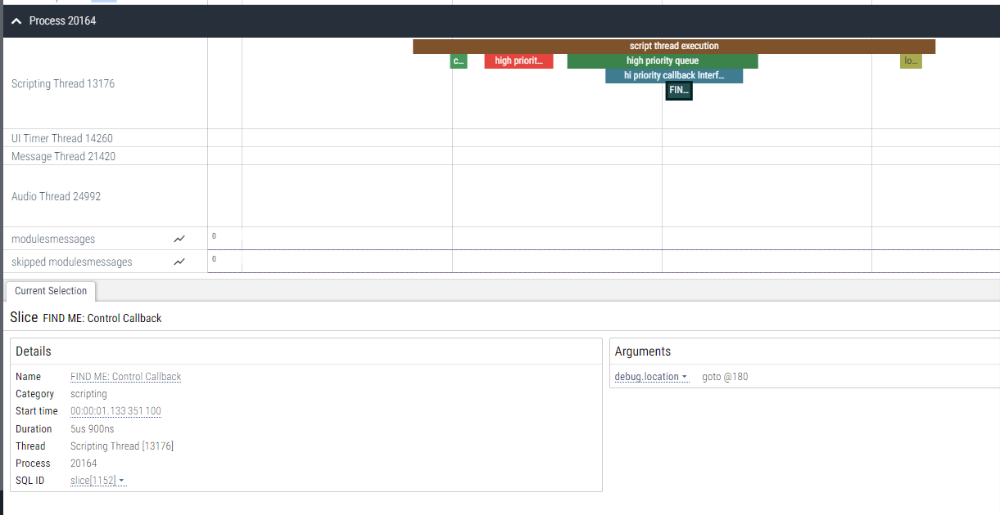 Process 20164
script thread execution
c...
high priorit...
high priority queue
lo...
hi priority callback Interf...
FIN...
Scripting Thread 13176
UI Timer Thread 14260
Message Thread 21420
Audio Thread 24992
modulesmessages
0
skipped modulesmessages
0
Current Selection
Slice FIND ME: Control Callback
Details
Name FIND ME: Control Callback
Category scripting
Start time 00:00:01.133 351 100
Duration 5us 900ns
Thread Scripting Thread [13176]
Process 20164
SQL ID slice[1152]
Arguments
debug.location goto @180